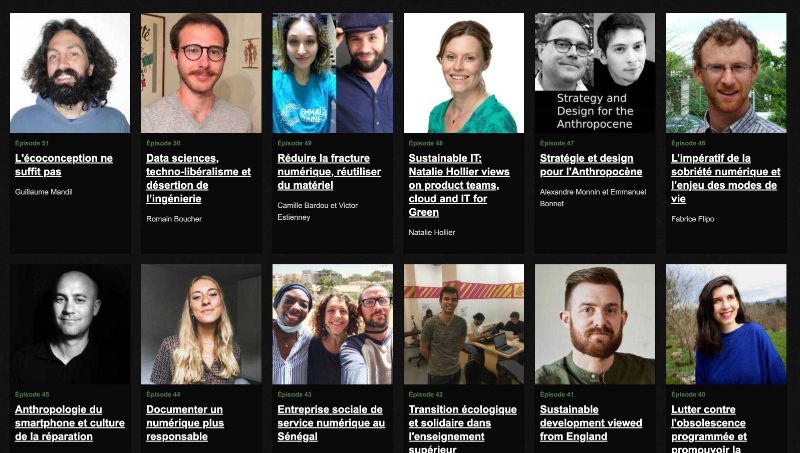 EMMAÜS
CONNECT
Strategy and
Design for the
Anthropocene
Épisode 51
L'écoconception ne
suffit pas
Guillaume Mandil
Épisode 50
Data sciences,
techno-libéralisme et
désertion de
l'ingénierie
Romain Boucher
Épisode 49
Réduire la fracture
numérique, réutiliser
du matériel
Camille Bardou et Victor
Estienney
Épisode 48
Sustainable IT:
Natalie Hollier views
on product teams,
cloud and IT for
Green
Natalie Hollier
Épisode 47
Stratégie et design
pour l'Anthropocène
Alexandre Monnin et Emmanuel
Bonnet
Épisode 46
L'impératif de la
sobriété numérique et
l'enjeu des modes de
vie
Fabrice Flipo
Épisode 45
Anthropologie du
smartphone et culture
de la réparation
Épisode 44
Documenter un
numérique plus
responsable
Épisode 43
Entreprise sociale de
service numérique au
Sénégal
Épisode 42
Transition écologique
et solidaire dans
l'enseignement
supérieur
Épisode 41
Sustainable
development viewed
from England
Épisode 40
Lutter contre
l'obsolescence
programmée et
promouvoir la